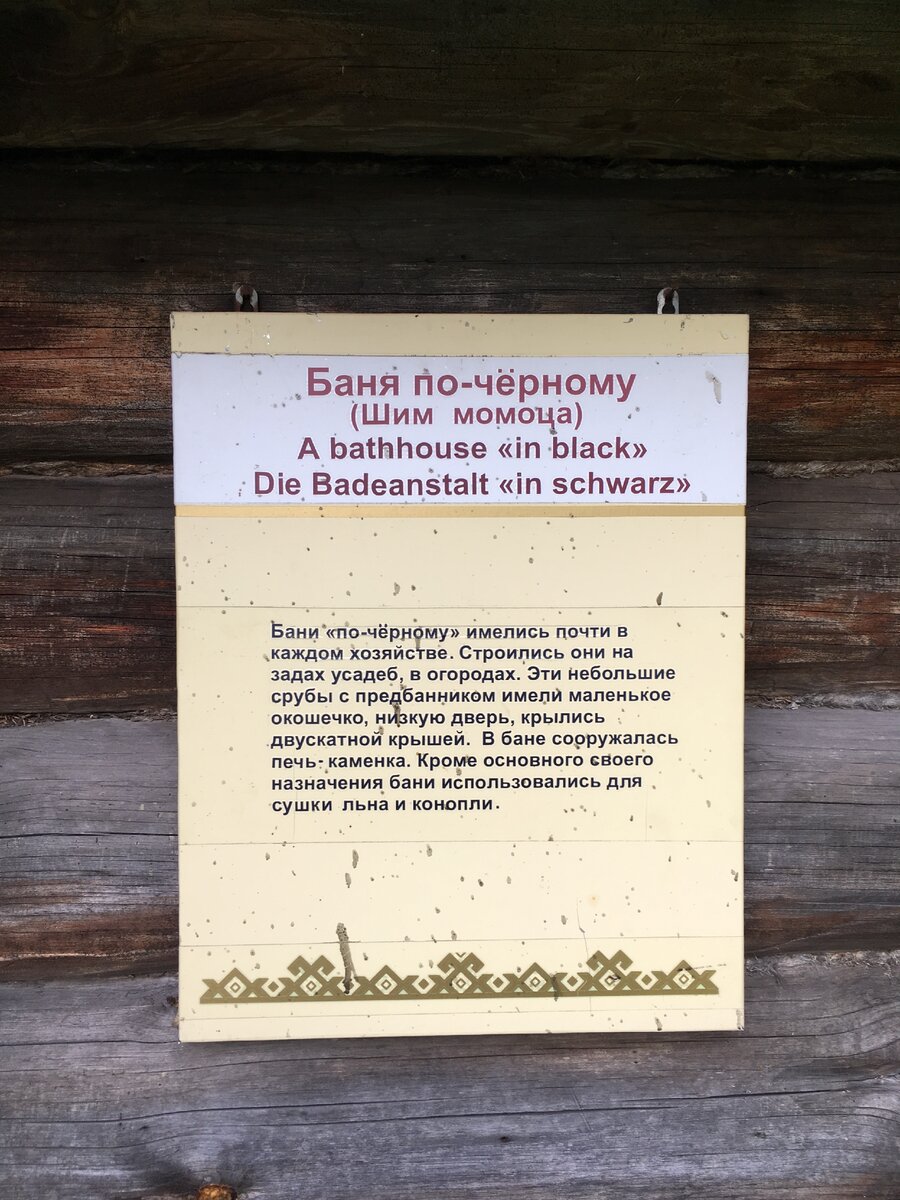 Баня по-чёрному
(Шим момоца)
A bathhouse «in black»
Die Badeanstalt «in schwarz»
Бани «по-чёрному» имелись почти в
каждом хозяйстве. Строились они на
задах усадеб, в огородах. Эти небольшие
срубы с предбанником имели маленькое
окошечко, низкую дверь, крылись
двускатной крышей. В бане сооружалась
печь-каменка. Кроме основного своего
назначения бани использовались для
сушки льна и конопли.